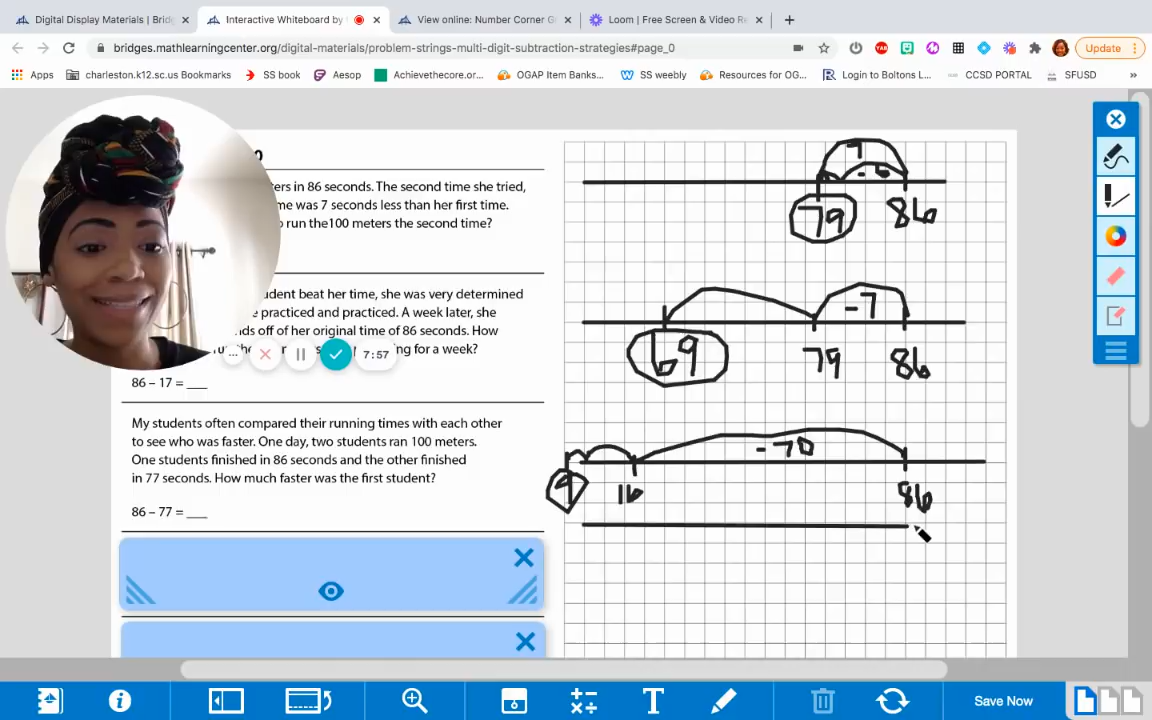 Digital Display Materials | Bridg
Interactive Whiteboard by
View online: Number Corner G
Loom | Free Screen & Video Re
bridges.mathlearningcenter.org/digital-materials/problem-strings-multi-digit-subtraction-strategies#page_0
Update
Apps
charleston.k12.sc.us Bookmarks
SS book
Aesop
Achievethecore.org...
OGAP Item Banks...
SS weekly
Resources for OG...
Login to Boltons L...
CCSD PORTAL
SFUSD
»
0
ters in 86 seconds. The second time she tried,
me was 7 seconds less than her first time.
o run the100 meters the second time?
udent beat her time, she was very determined
e practiced and practiced. A week later, she
nds off of her original time of 86 seconds. How
ing for a week?
7:57
86 – 17 = ___
My students often compared their running times with each other
to see who was faster. One day, two students ran 100 meters.
One students finished in 86 seconds and the other finished
in 77 seconds. How much faster was the first student?
86 – 77 = ___
7
- 6
79
86
-7
69
79
86
-70
9
16
86
Save Now